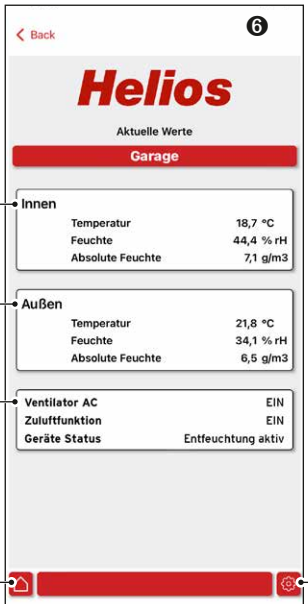 Back
❻
Helios
Aktuelle Werte
Garage
Innen
Temperatur 18,7 °C
Feuchte 44,4 % rH
Absolute Feuchte 7,1 g/m3
Außen
Temperatur 21,8 °C
Feuchte 34,1 % rH
Absolute Feuchte 6,5 g/m3
Ventilator AC EIN
Zuluftfunktion EIN
Geräte Status Entfeuchtung aktiv